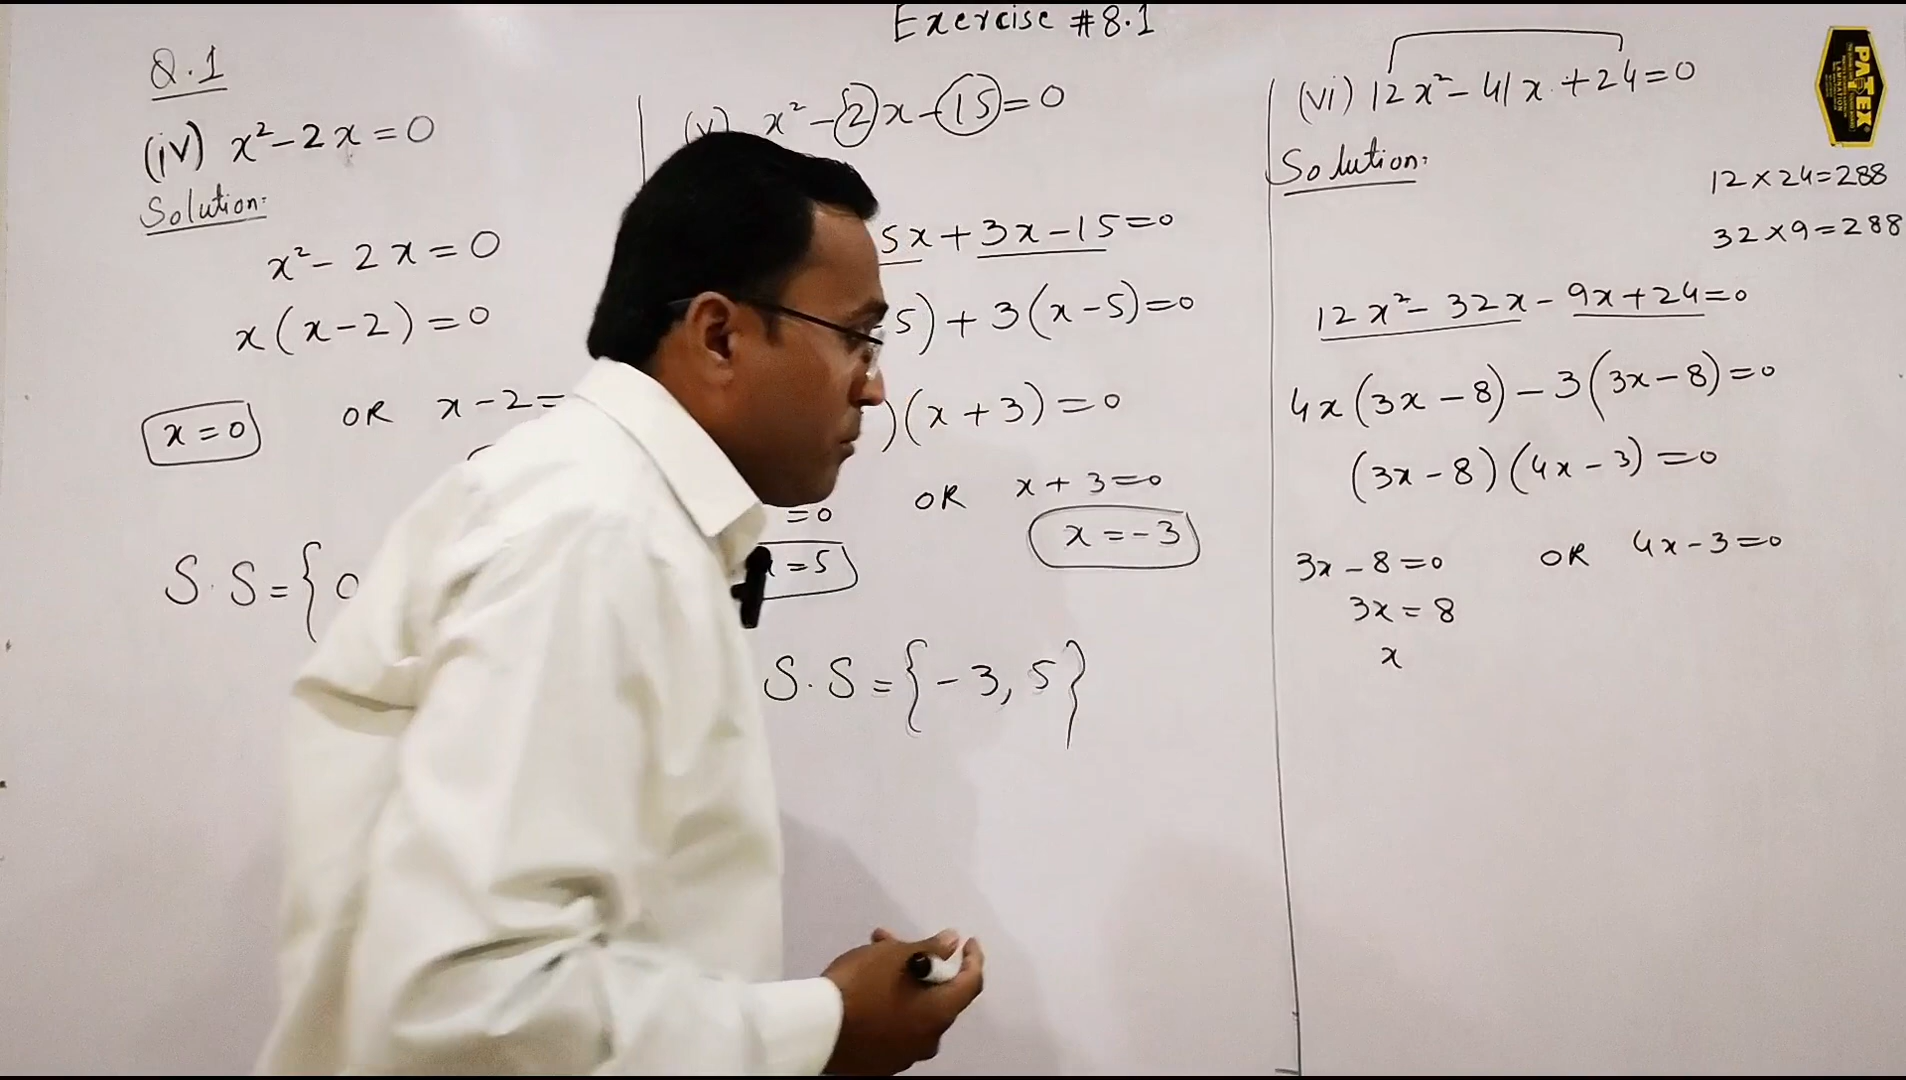 Exercise #8.1
Q.1
(iv) x² - 2x = 0
Solution:
x² - 2x = 0
x(x-2) = 0
x = 0 OR x - 2 =
S.S = { 0
(v) x² - 2x - 15 = 0
5x + 3x - 15 = 0
5) + 3(x-5) = 0
)(x+3) = 0
= 0 OR x + 3 = 0
x = 5 x = -3
S.S = {-3, 5}
(vi) 12x² - 41x + 24 = 0
Solution:
12 × 24 = 288
32 × 9 = 288
12x² - 32x - 9x + 24 = 0
4x(3x - 8) - 3(3x - 8) = 0
(3x - 8)(4x - 3) = 0
3x - 8 = 0 OR 4x - 3 = 0
3x = 8
x
PATEX
LAMINATION